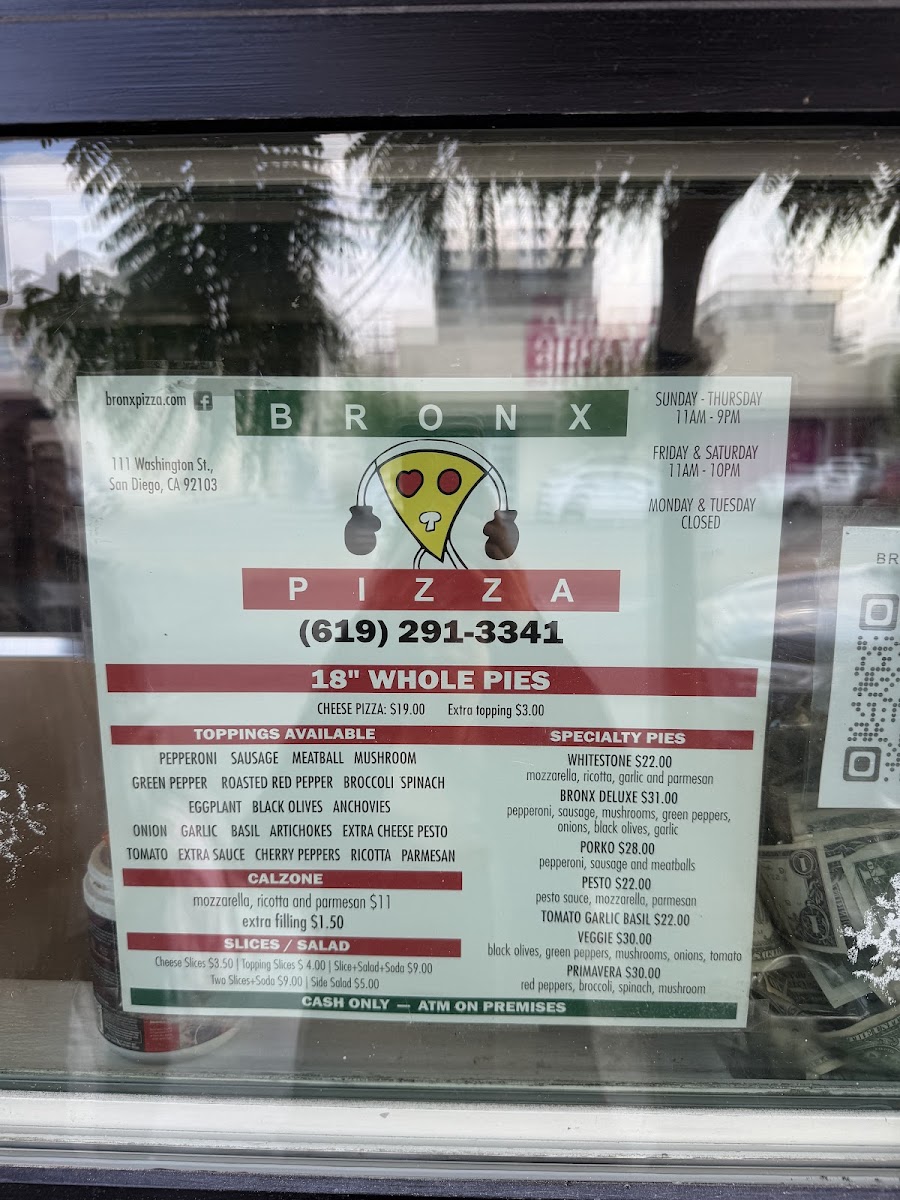 bronxpizza.com
111 Washington St.,
San Diego, CA 92103
BRONX
PIZZA
(619) 291-3341
SUNDAY - THURSDAY
11AM - 9PM
FRIDAY & SATURDAY
11AM - 10PM
MONDAY & TUESDAY
CLOSED
18" WHOLE PIES
CHEESE PIZZA: $19.00 Extra topping $3.00
TOPPINGS AVAILABLE
PEPPERONI SAUSAGE MEATBALL MUSHROOM
GREEN PEPPER ROASTED RED PEPPER BROCCOLI SPINACH
EGGPLANT BLACK OLIVES ANCHOVIES
ONION GARLIC BASIL ARTICHOKES EXTRA CHEESE PESTO
TOMATO EXTRA SAUCE CHERRY PEPPERS RICOTTA PARMESAN
CALZONE
mozzarella, ricotta and parmesan $11
extra filling $1.50
SLICES / SALAD
Cheese Slices $3.50 | Topping Slices $ 4.00 | Slice+Salad+Soda $9.00
Two Slices+Soda $9.00 | Side Salad $5.00
SPECIALTY PIES
WHITESTONE $22.00
mozzarella, ricotta, garlic and parmesan
BRONX DELUXE $31.00
pepperoni, sausage, mushrooms, green peppers,
onions, black olives, garlic
PORKO $28.00
pepperoni, sausage and meatballs
PESTO $22.00
pesto sauce, mozzarella, parmesan
TOMATO GARLIC BASIL $22.00
VEGGIE $30.00
black olives, green peppers, mushrooms, onions, tomato
PRIMAVERA $30.00
red peppers, broccoli, spinach, mushroom
CASH ONLY — ATM ON PREMISES
BR